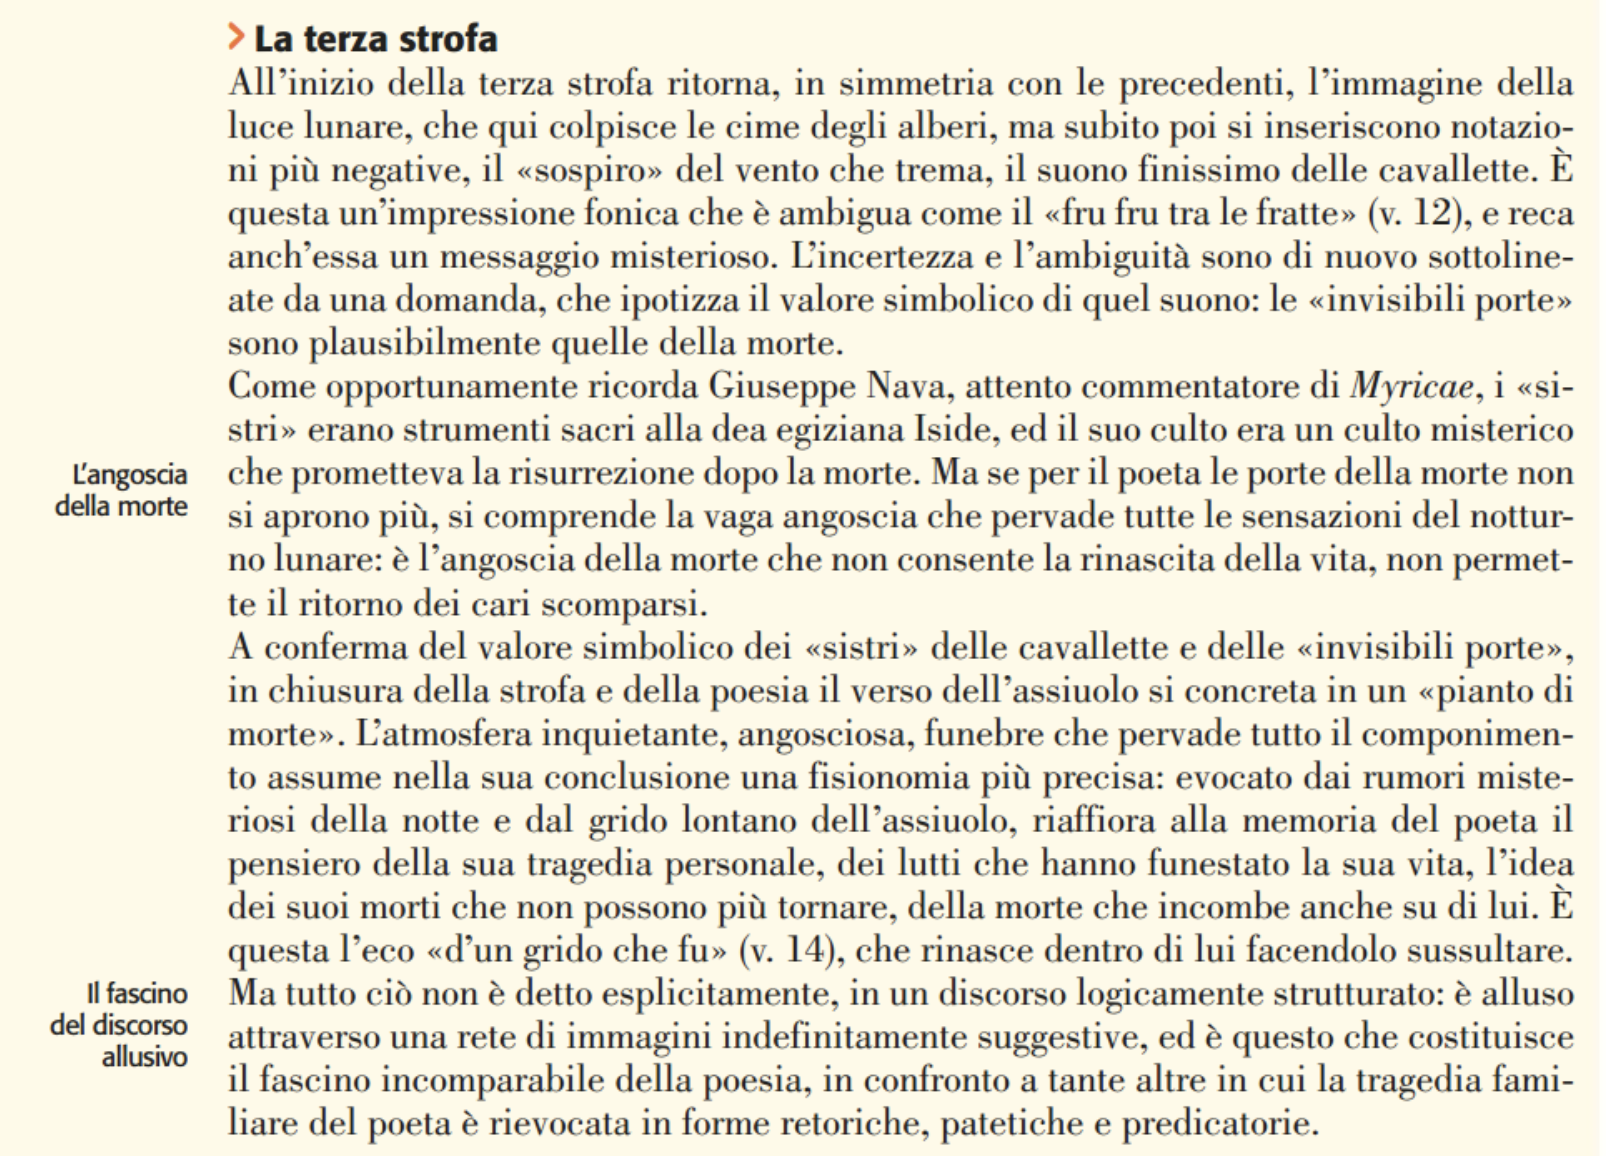 > La terza strofa
All'inizio della terza strofa ritorna, in simmetria con le precedenti, l'immagine della
luce lunare, che qui colpisce le cime degli alberi, ma subito poi si inseriscono notazio-
ni più negative, il «sospiro» del vento che trema, il suono finissimo delle cavallette. È
questa un'impressione fonica che è ambigua come il «fru fru tra le fratte» (v. 12), e reca
anch'essa un messaggio misterioso. L'incertezza e l'ambiguità sono di nuovo sottoline-
ate da una domanda, che ipotizza il valore simbolico di quel suono: le «invisibili porte»
sono plausibilmente quelle della morte.
Come opportunamente ricorda Giuseppe Nava, attento commentatore di Myricae, i «si-
stri» erano strumenti sacri alla dea egiziana Iside, ed il suo culto era un culto misterico
L'angoscia
della morte
che prometteva la risurrezione dopo la morte. Ma se per il poeta le porte della morte non
si aprono più, si comprende la vaga angoscia che pervade tutte le sensazioni del nottur-
no lunare: è l'angoscia della morte che non consente la rinascita della vita, non permet-
te il ritorno dei cari scomparsi.
A conferma del valore simbolico dei «sistri» delle cavallette e delle «invisibili porte»,
in chiusura della strofa e della poesia il verso dell'assiuolo si concreta in un «pianto di
morte». L'atmosfera inquietante, angosciosa, funebre che pervade tutto il componimen-
to assume nella sua conclusione una fisionomia più precisa: evocato dai rumori miste-
riosi della notte e dal grido lontano dell'assiuolo, riaffiora alla memoria del poeta il
pensiero della sua tragedia personale, dei lutti che hanno funestato la sua vita, l'idea
dei suoi morti che non possono più tornare, della morte che incombe anche su di lui. È
questa l'eco «d'un grido che fu» (v. 14), che rinasce dentro di lui facendolo sussultare.
Il fascino
del discorso
allusivo
Ma tutto ciò non è detto esplicitamente, in un discorso logicamente strutturato: è alluso
attraverso una rete di immagini indefinitamente suggestive, ed è questo che costituisce
il fascino incomparabile della poesia, in confronto a tante altre in cui la tragedia fami-
liare del poeta è rievocata in forme retoriche, patetiche e predicatorie.